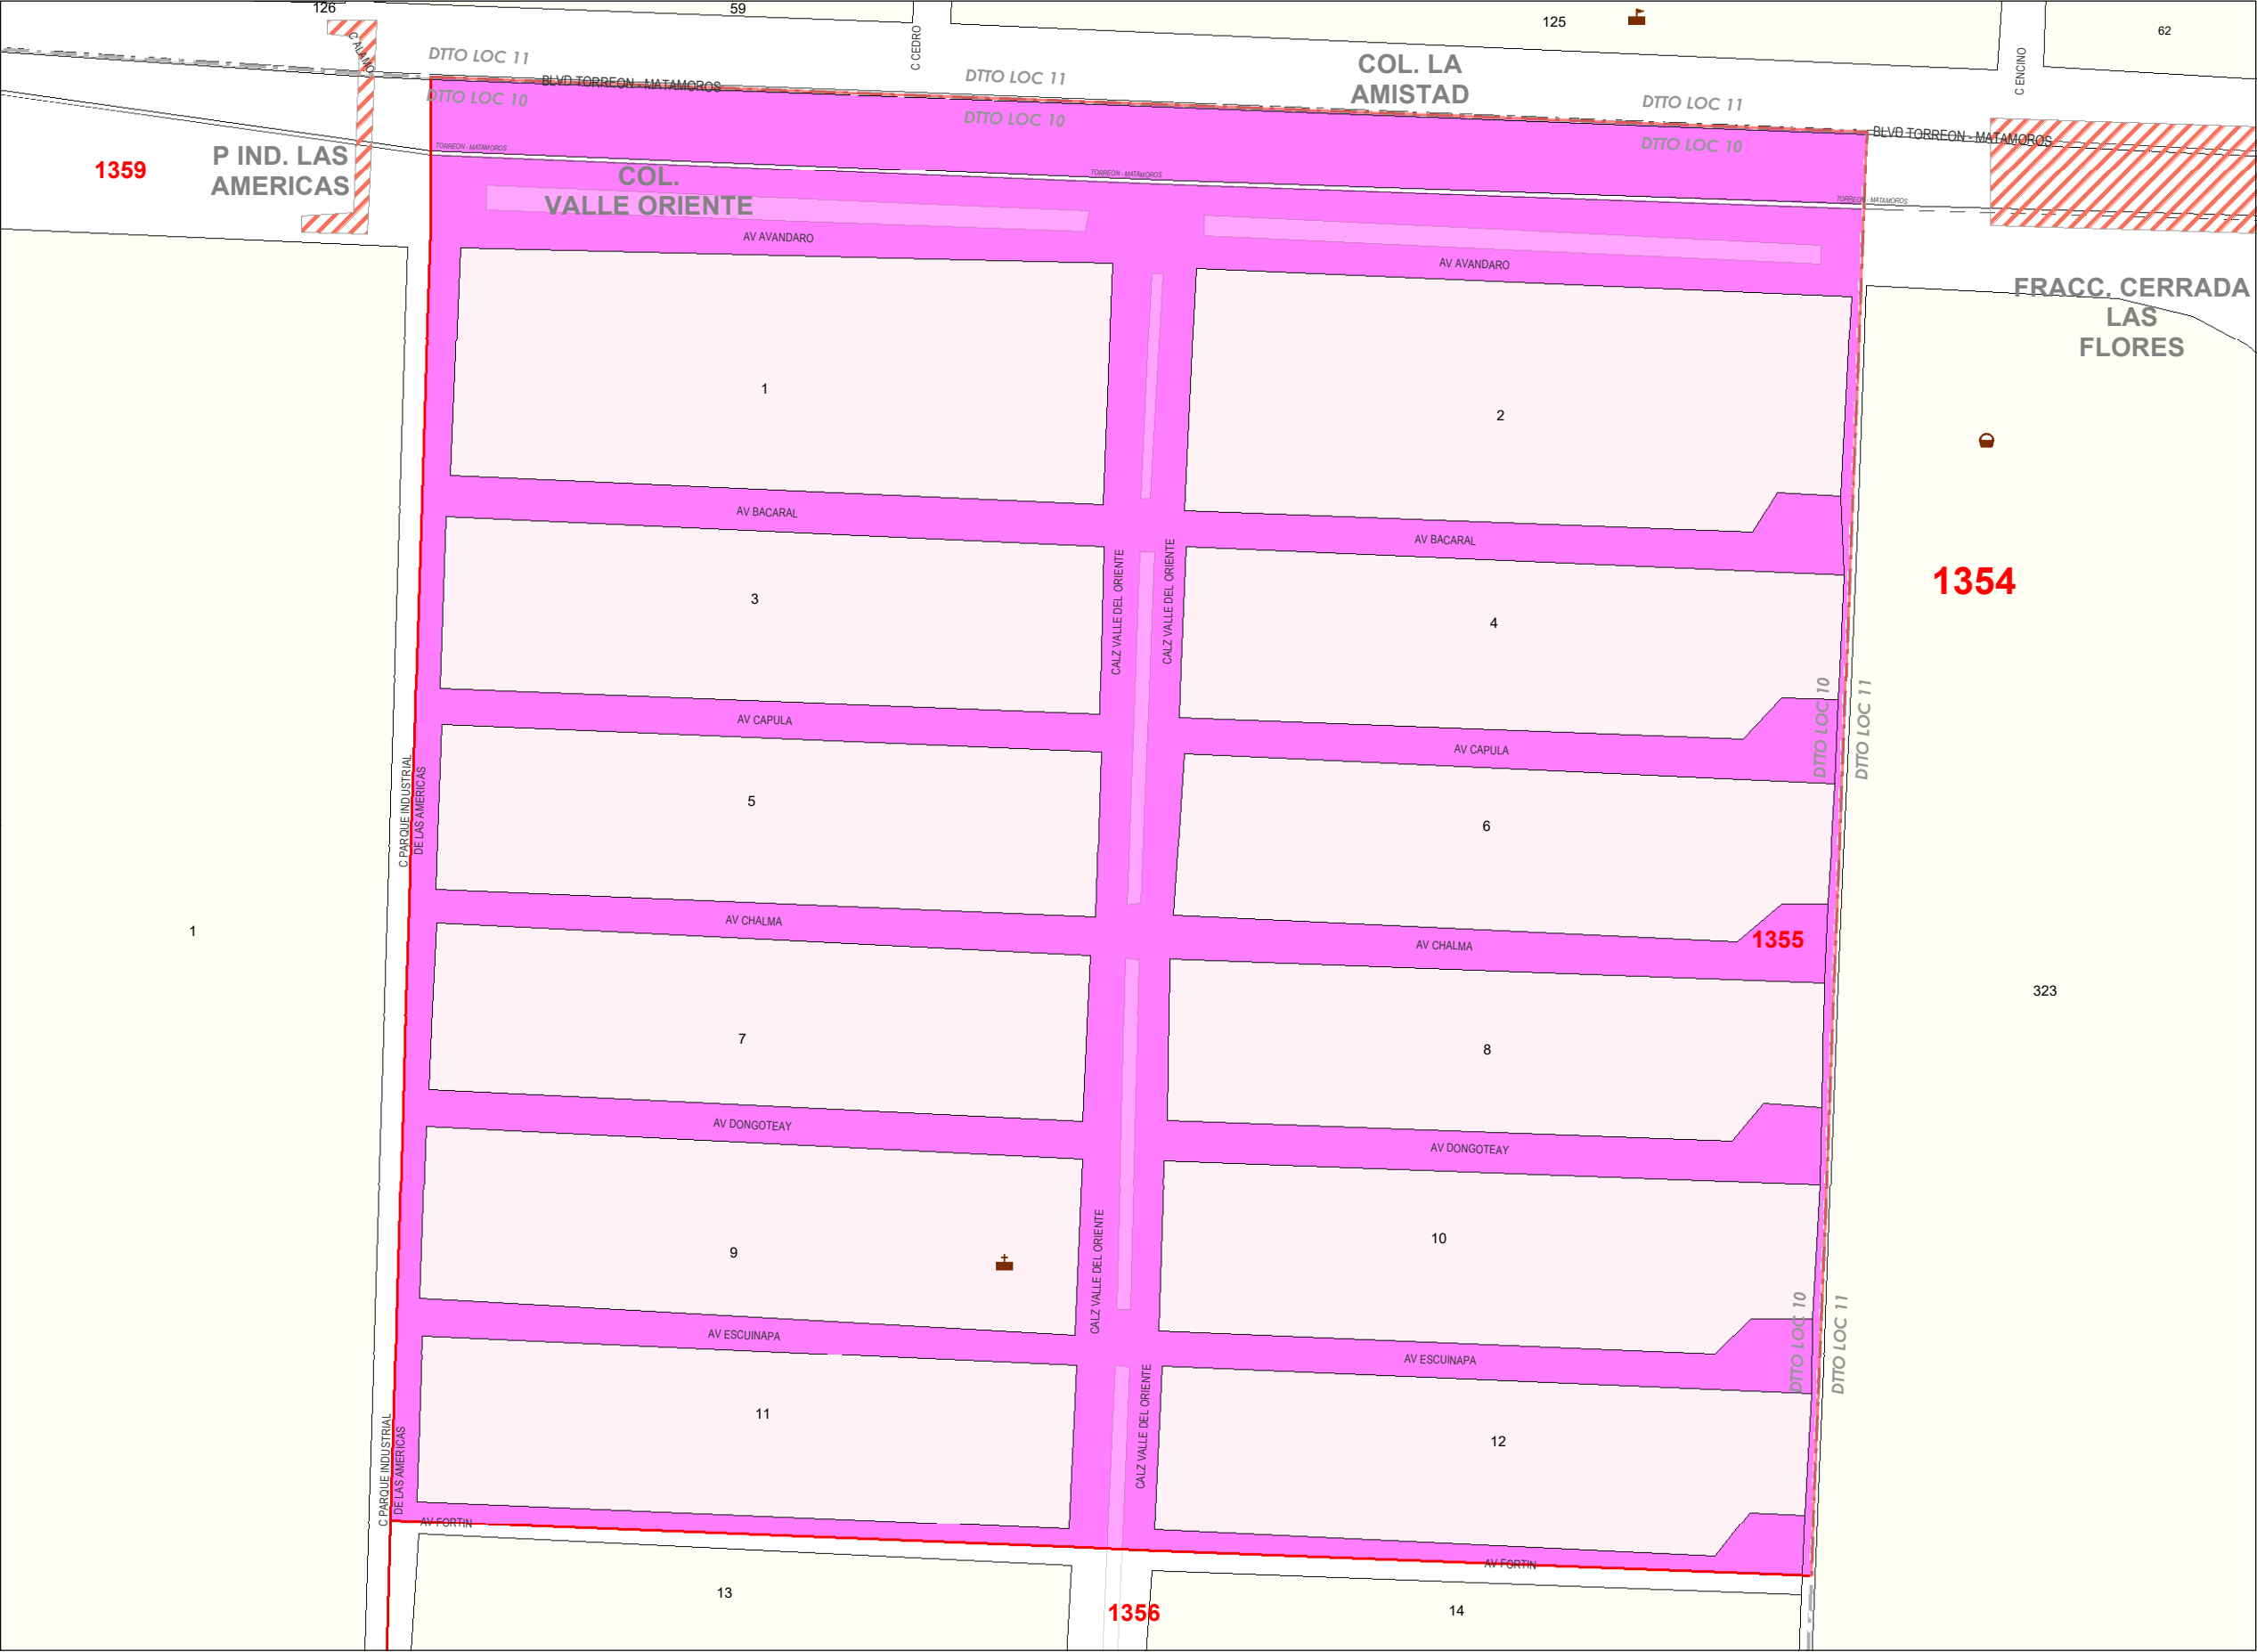 126
59
125
62
C ALAMO
C CEDRO
C ENCINO
DTTO LOC 11
DTTO LOC 11
DTTO LOC 11
COL. LA
AMISTAD
BLVD TORREON - MATAMOROS
BLVD TORREON - MATAMOROS
DTTO LOC 10
DTTO LOC 10
DTTO LOC 10
TORREON - MATAMOROS
TORREON - MATAMOROS
TORREON - MATAMOROS
1359
P IND. LAS
AMERICAS
COL.
VALLE ORIENTE
AV AVANDARO
AV AVANDARO
FRACC. CERRADA
LAS
FLORES
1
2
AV BACARAL
AV BACARAL
CALZ VALLE DEL ORIENTE
CALZ VALLE DEL ORIENTE
1354
3
4
AV CAPULA
AV CAPULA
DTTO LOC 10
DTTO LOC 11
C PARQUE INDUSTRIAL
DE LAS AMERICAS
5
6
1
AV CHALMA
AV CHALMA
1355
323
7
8
AV DONGOTEAY
AV DONGOTEAY
9
10
CALZ VALLE DEL ORIENTE
AV ESCUINAPA
AV ESCUINAPA
DTTO LOC 10
DTTO LOC 11
CALZ VALLE DEL ORIENTE
11
12
C PARQUE INDUSTRIAL
DE LAS AMERICAS
AV FORTIN
AV FORTIN
13
1356
14